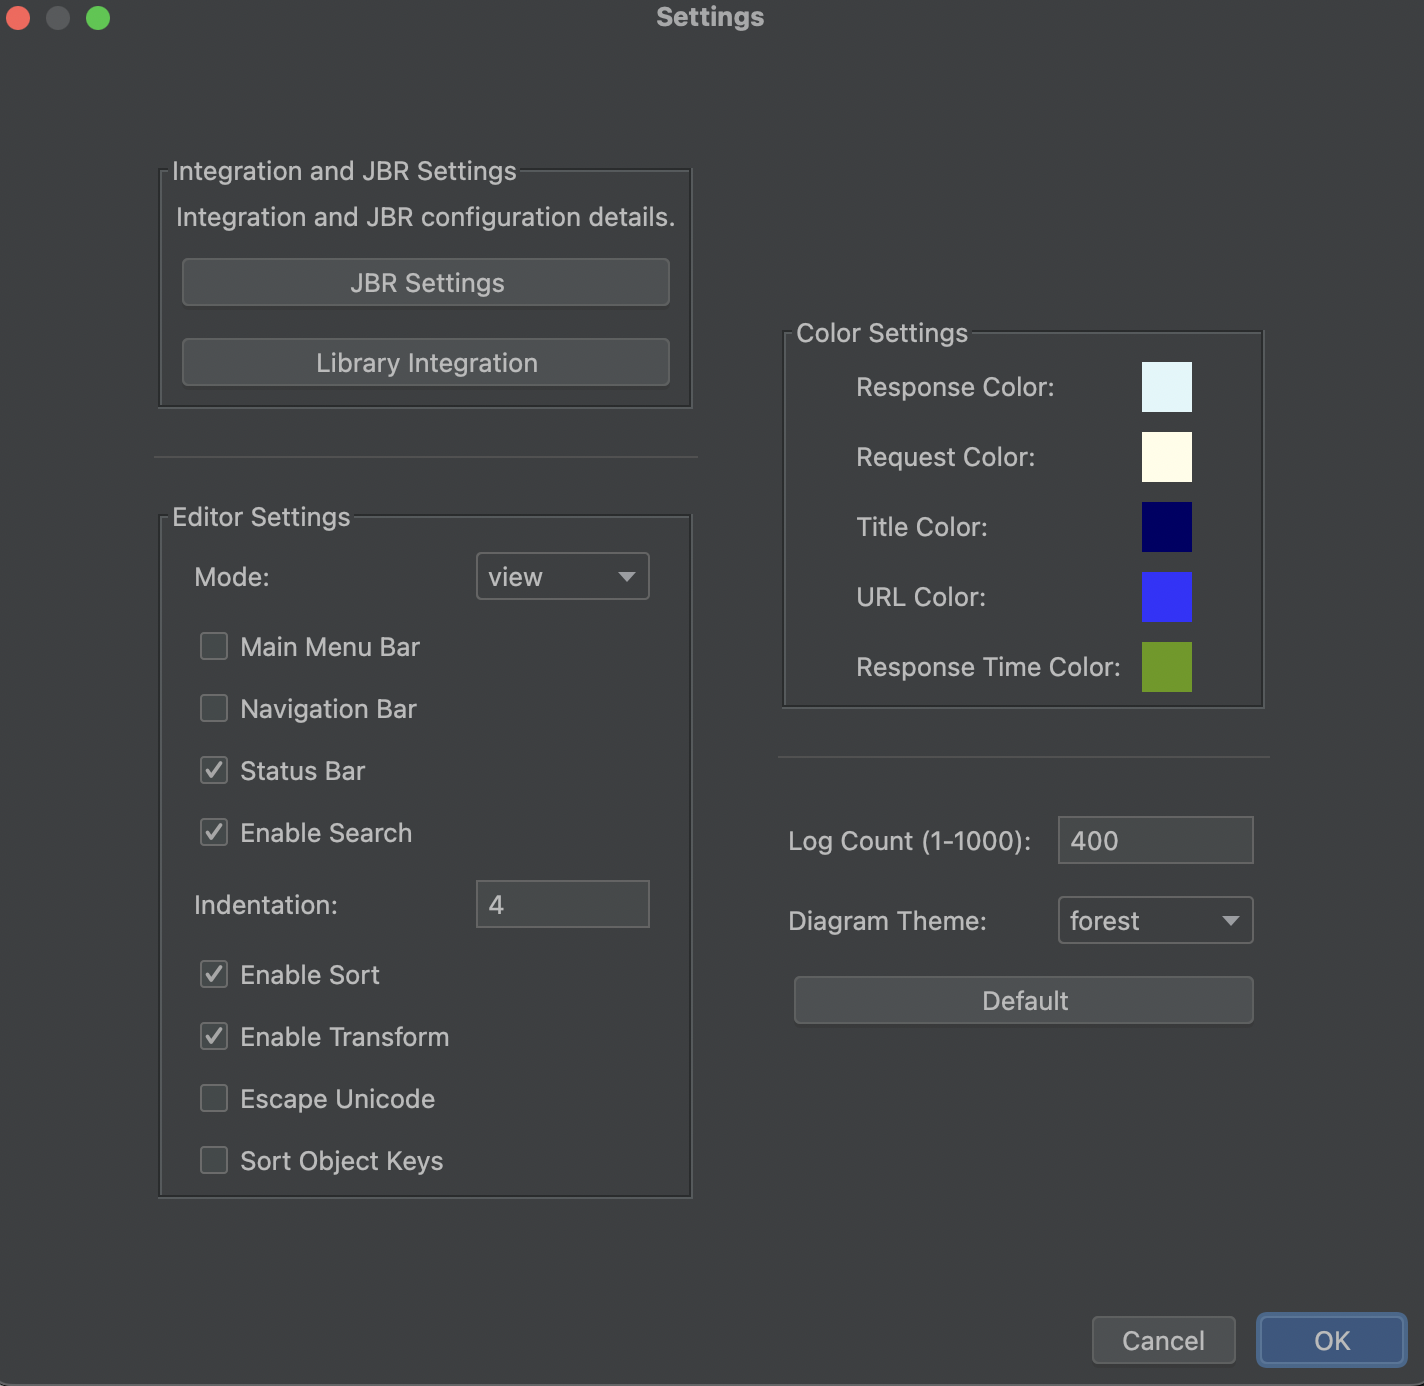 Settings
Integration and JBR Settings
Integration and JBR configuration details.
JBR Settings
Library Integration
Editor Settings
Mode: view
Main Menu Bar
Navigation Bar
Status Bar
Enable Search
Indentation: 4
Enable Sort
Enable Transform
Escape Unicode
Sort Object Keys
Color Settings
Response Color:
Request Color:
Title Color:
URL Color:
Response Time Color:
Log Count (1-1000): 400
Diagram Theme: forest
Default
Cancel OK